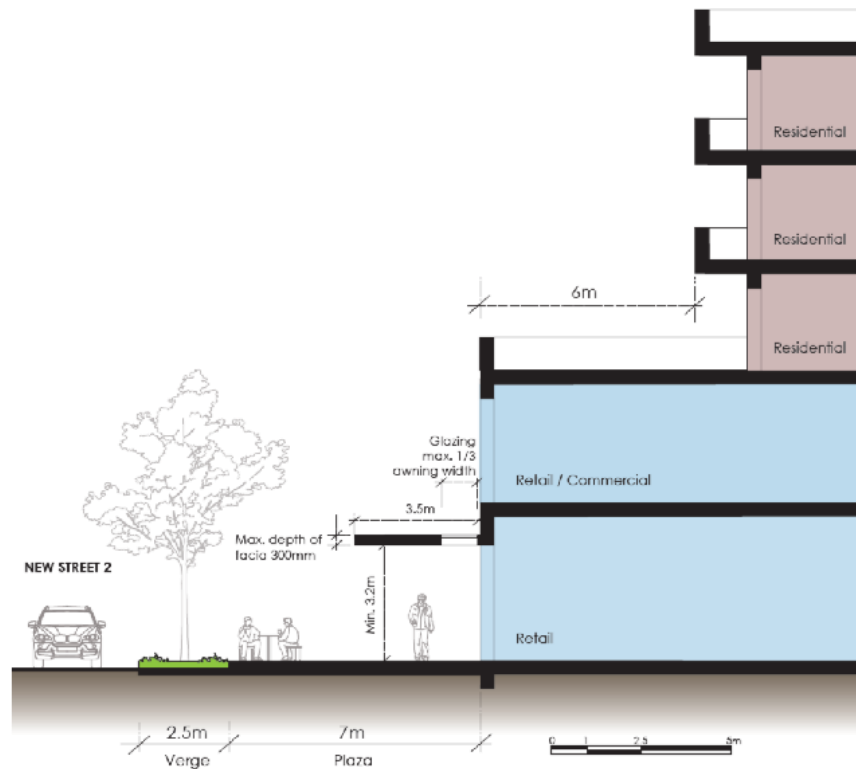 Residential
Residential
6m
Residential
Glazing
max. 1/3
awning width
Retail / Commercial
3.5m
Max. depth of
facia 300mm
NEW STREET 2
Min. 3.2m
Retail
2.5m
7m
Verge
Plaza
0 1 2.5 5m